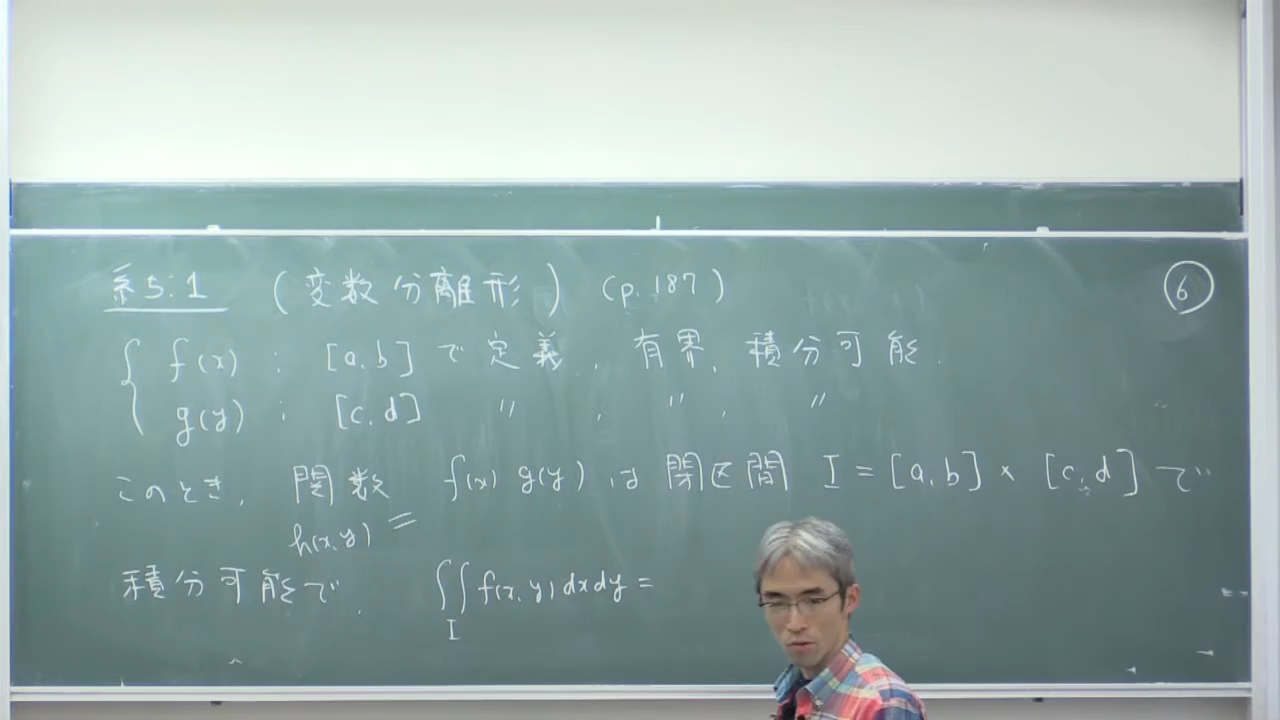 系5.1 (変数分離形) (p.187) ⑥
{ f(x) : [a,b] で定義, 有界, 積分可能.
g(y) : [c,d] 〃 , 〃 , 〃
このとき, 関数 f(x) g(y) は 閉区間 I = [a,b] × [c,d] で
h(x,y) =
積分可能で, ∬_I f(x,y) dx dy =